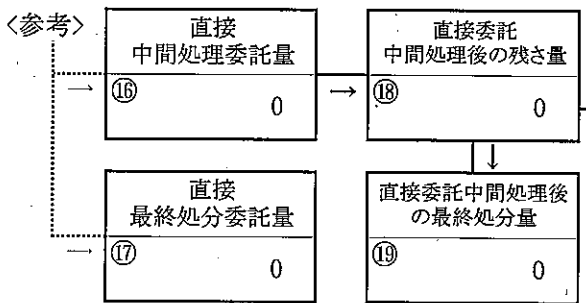 〈参考〉
直接
中間処理委託量
→ ⑯
0
→
直接委託
中間処理後の残さ量
⑱
0
↓
直接
最終処分委託量
→ ⑰
0
直接委託中間処理後
の最終処分量
⑲
0